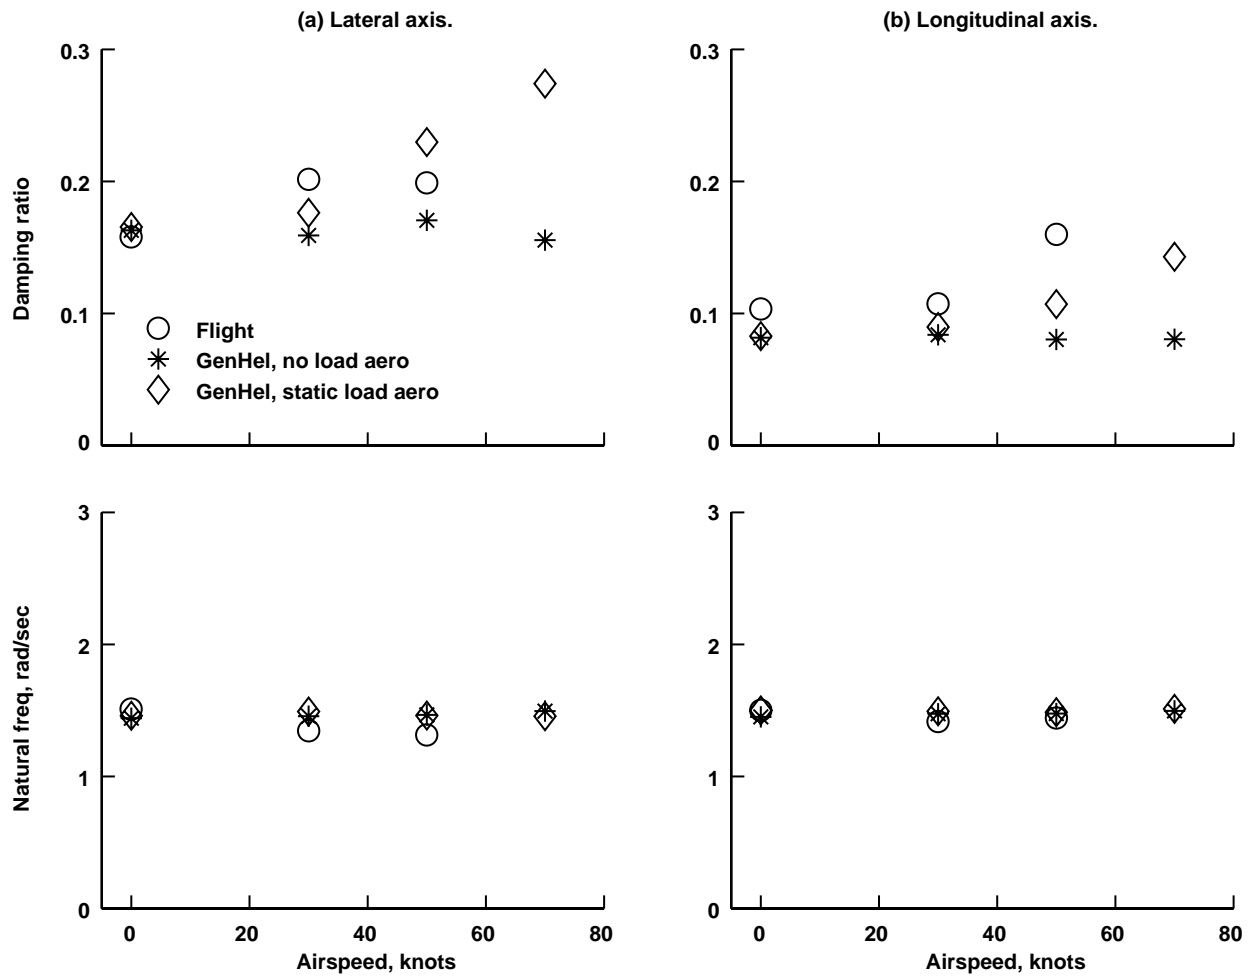 (a) Lateral axis.
(b) Longitudinal axis.
0.3
0.2
0.1
0
Damping ratio
Flight
GenHel, no load aero
GenHel, static load aero
0.3
0.2
0.1
0
3
2
1
0
Natural freq, rad/sec
0 20 40 60 80
Airspeed, knots
3
2
1
0
0 20 40 60 80
Airspeed, knots